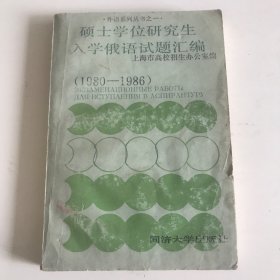 ·外语系列丛书之一·
硕士学位研究生
入学俄语试题汇编
上海市高校招生办公室编
(1980—1986)
ЭКЗАМЕНАЦИОННЫЕ РАБОТЫ
ДЛЯ ВСТУПЛЕНИЯ В АСПИРАНТУРУ
同济大学出版社